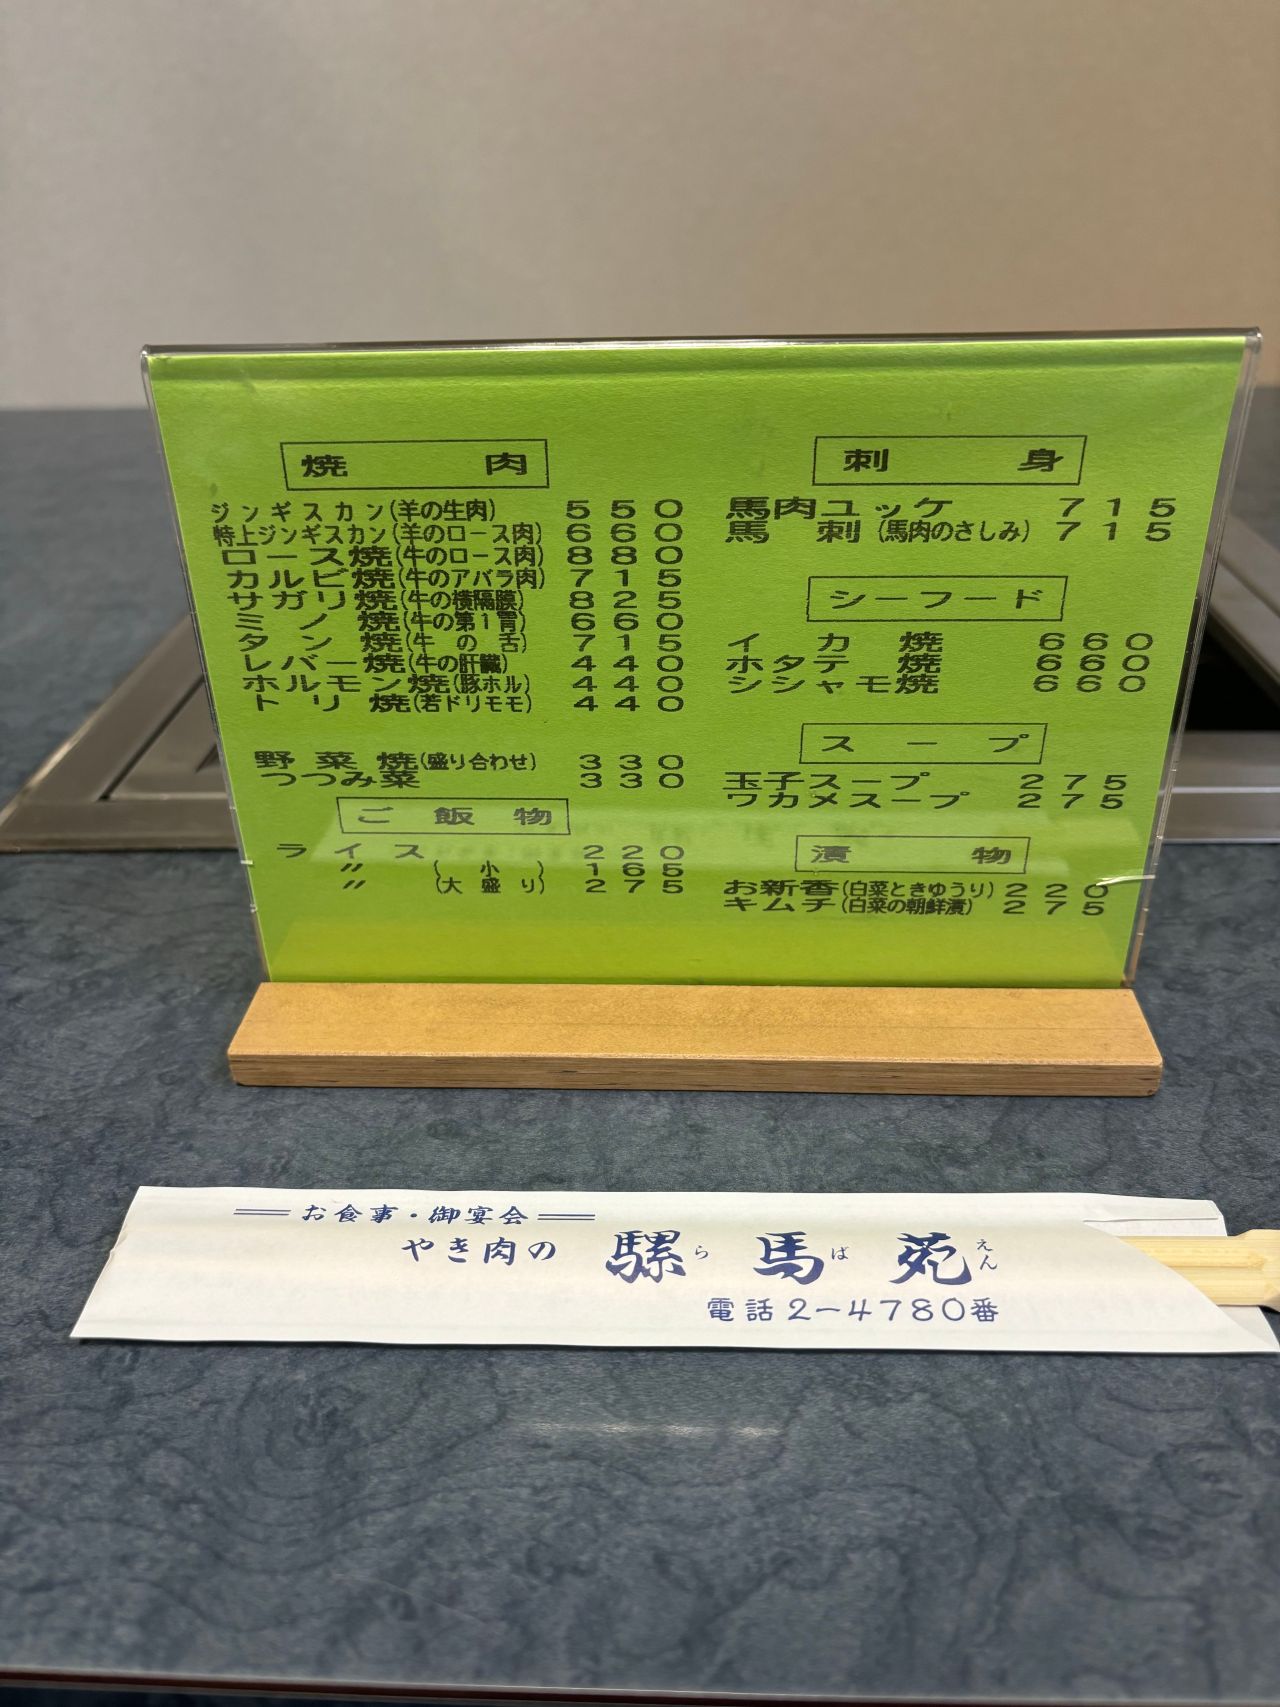 焼肉
ジンギスカン(羊の生肉) 550
特上ジンギスカン(羊のロース肉) 660
ロース焼(牛のロース肉) 880
カルビ焼(牛のアバラ肉) 715
サガリ焼(牛の横隔膜) 825
ミノ焼(牛の第1胃) 660
タン焼(牛の舌) 715
レバー焼(牛の肝臓) 440
ホルモン焼(豚ホル) 440
トリ焼(若ドリモモ) 440
野菜焼(盛り合わせ) 330
つつみ菜 330
ご飯物
ライス 220
〃 (小) 165
〃 (大盛り) 275
刺身
馬肉ユッケ 715
馬刺(馬肉のさしみ) 715
シーフード
イカ焼 660
ホタテ焼 660
シシャモ焼 660
スープ
玉子スープ 275
ワカメスープ 275
漬物
お新香(白菜ときゆうり) 220
キムチ(白菜の朝鮮漬) 275
お食事・御宴会
やき肉の 騾ら馬ば苑えん
電話2-4780番